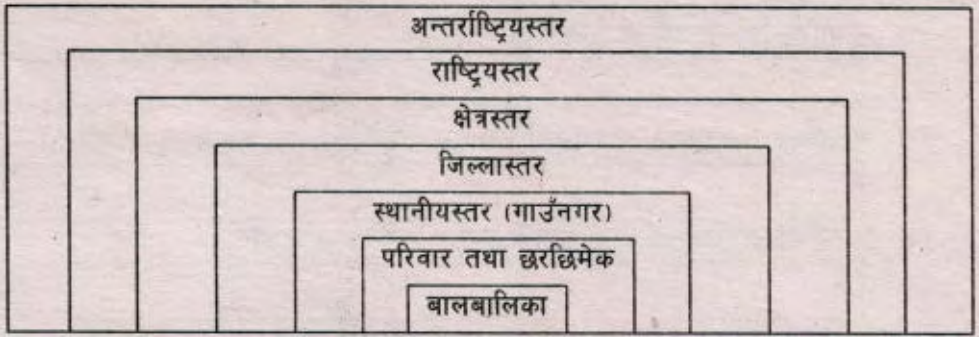 अन्तर्राष्ट्रियस्तर
राष्ट्रियस्तर
क्षेत्रस्तर
जिल्लास्तर
स्थानीयस्तर (गाउँनगर)
परिवार तथा छरछिमेक
बालबालिका